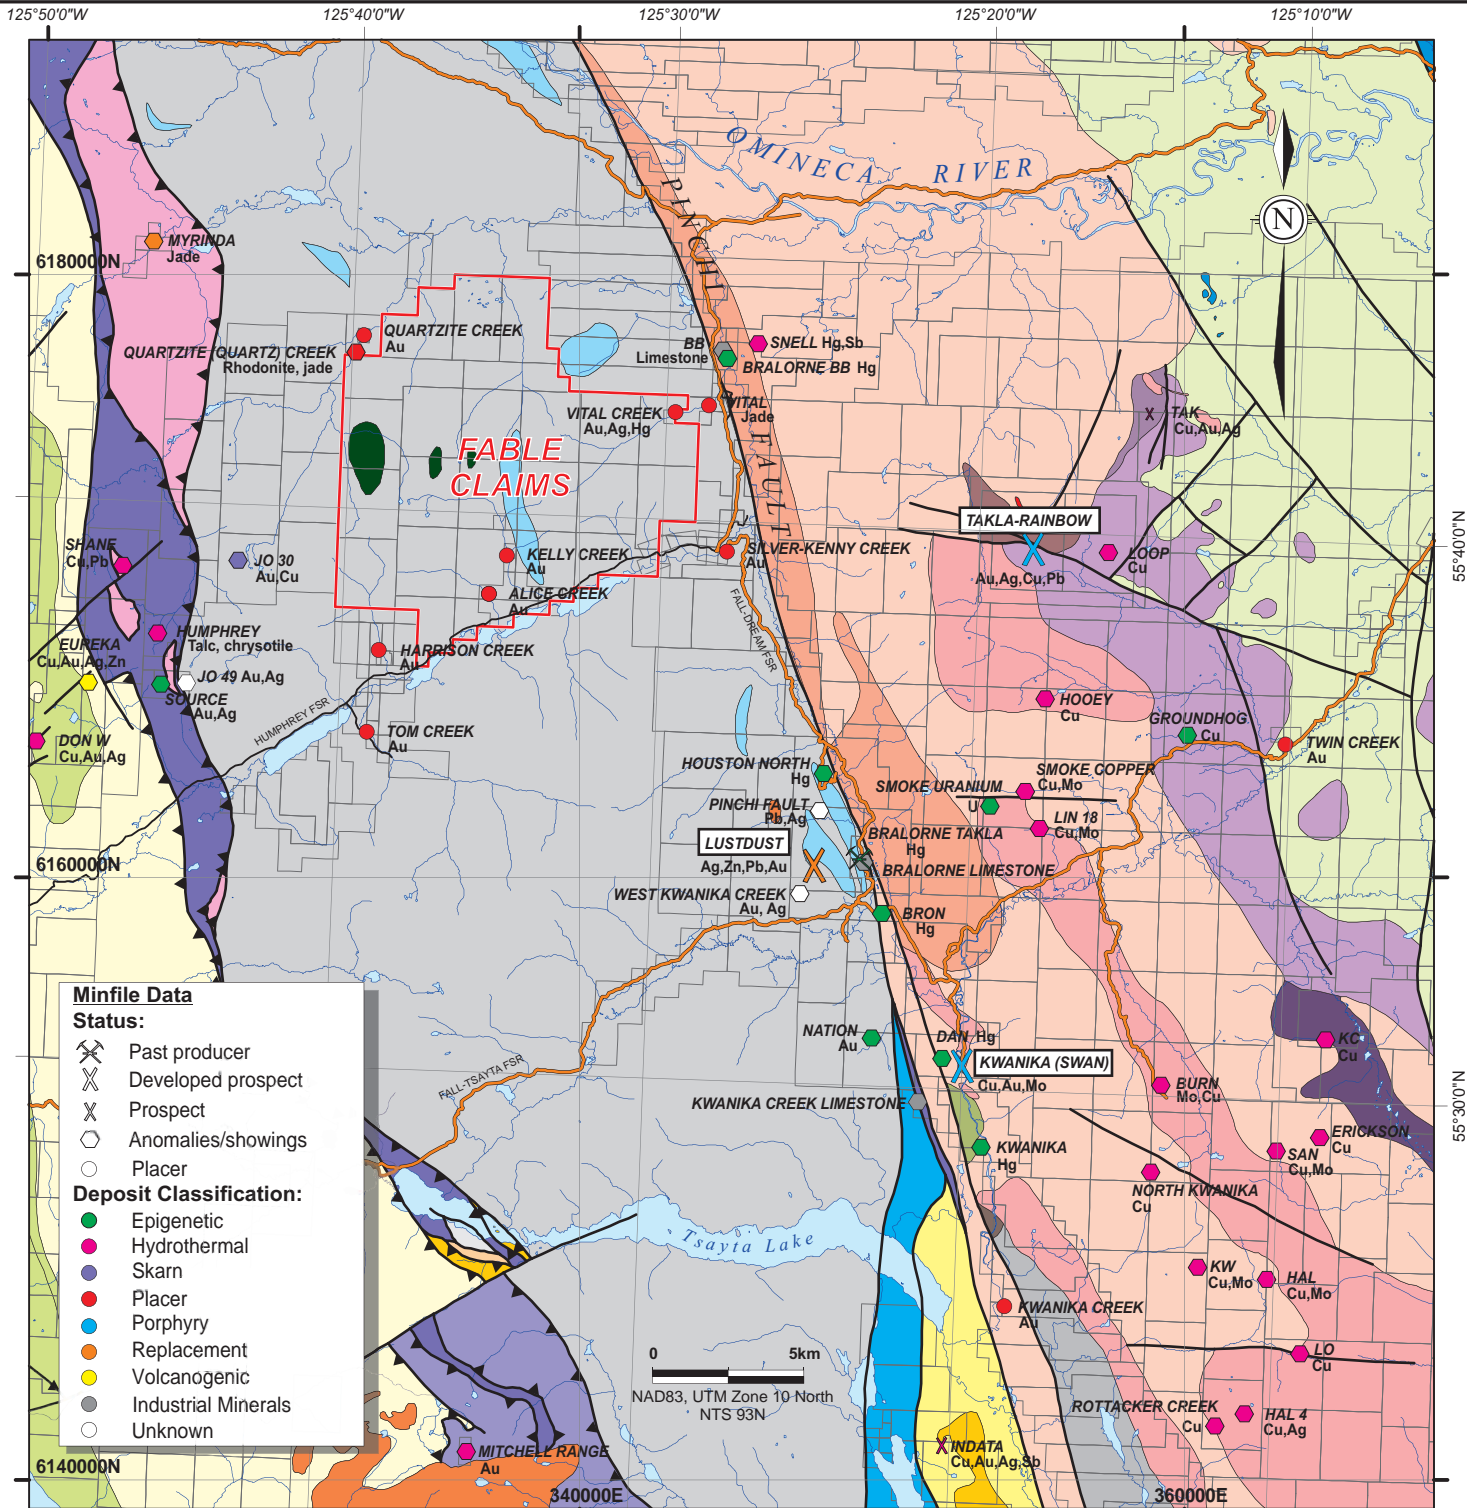 125°50'0"W 125°40'0"W 125°30'0"W 125°20'0"W 125°10'0"W
OMINECA RIVER
PINCHI FAULT
N
MYRINDA
Jade
6180000N
QUARTZITE CREEK
Au
QUARTZITE (QUARTZ) CREEK
Rhodonite, jade
BB
Limestone
SNELL Hg,Sb
BRALORNE BB Hg
VITAL CREEK
Au,Ag,Hg
VITAL
Jade
TAK
Cu,Au,Ag
FABLE
CLAIMS
TAKLA-RAINBOW
Au,Ag,Cu,Pb
LOOP
Cu
55°40'0"N
SHANE
Cu,Pb
JO 30
Au,Cu
KELLY CREEK
Au
SILVER-KENNY CREEK
Au
ALICE CREEK
Au
FALL-DREAM FSR
HUMPHREY
Talc, chrysotile
EUREKA
Cu,Au,Ag,Zn
HARRISON CREEK
Au
JO 49 Au,Ag
SOURCE
Au,Ag
HUMPHREY FSR
HOOEY
Cu
GROUNDHOG
Cu
DON W
Cu,Au,Ag
TOM CREEK
Au
TWIN CREEK
Au
HOUSTON NORTH
Hg
SMOKE COPPER
Cu,Mo
SMOKE URANIUM
U
PINCHI FAULT
Pb,Ag
LIN 18
Cu,Mo
LUSTDUST
Ag,Zn,Pb,Au
BRALORNE TAKLA
Hg
BRALORNE LIMESTONE
6160000N
WEST KWANIKA CREEK
Au, Ag
BRON
Hg
NATION
Au
DAN Hg
KWANIKA (SWAN)
Cu,Au,Mo
KC
Cu
FALL-TSAYTA FSR
BURN
Mo,Cu
KWANIKA CREEK LIMESTONE
55°30'0"N
KWANIKA
Hg
ERICKSON
Cu
SAN
Cu,Mo
NORTH KWANIKA
Cu
Tsayta Lake
KW
Cu,Mo
HAL
Cu,Mo
KWANIKA CREEK
Au
LO
Cu
ROTTACKER CREEK
Cu
HAL 4
Cu,Ag
INDATA
Cu,Au,Ag,Sb
MITCHELL RANGE
Au
Minfile Data
Status:
Past producer
Developed prospect
Prospect
Anomalies/showings
Placer
Deposit Classification:
Epigenetic
Hydrothermal
Skarn
Placer
Porphyry
Replacement
Volcanogenic
Industrial Minerals
Unknown
0 5km
NAD83, UTM Zone 10 North
NTS 93N
6140000N
340000E 360000E